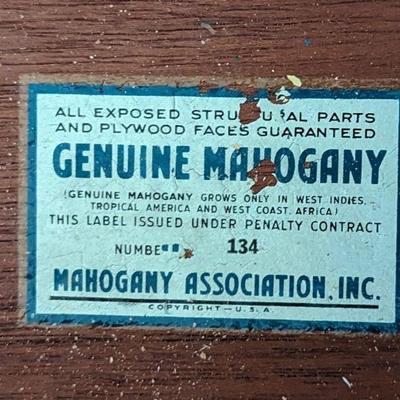 ALL EXPOSED STRU U AL PARTS
AND PLYWOOD FACES GUARANTEED
GENUINE MAHOGANY
(GENUINE MAHOGANY GROWS ONLY IN WEST INDIES,
TROPICAL AMERICA AND WEST COAST, AFRICA)
THIS LABEL ISSUED UNDER PENALTY CONTRACT
NUMBE 134
MAHOGANY ASSOCIATION, INC.
COPYRIGHT—U.S.A.